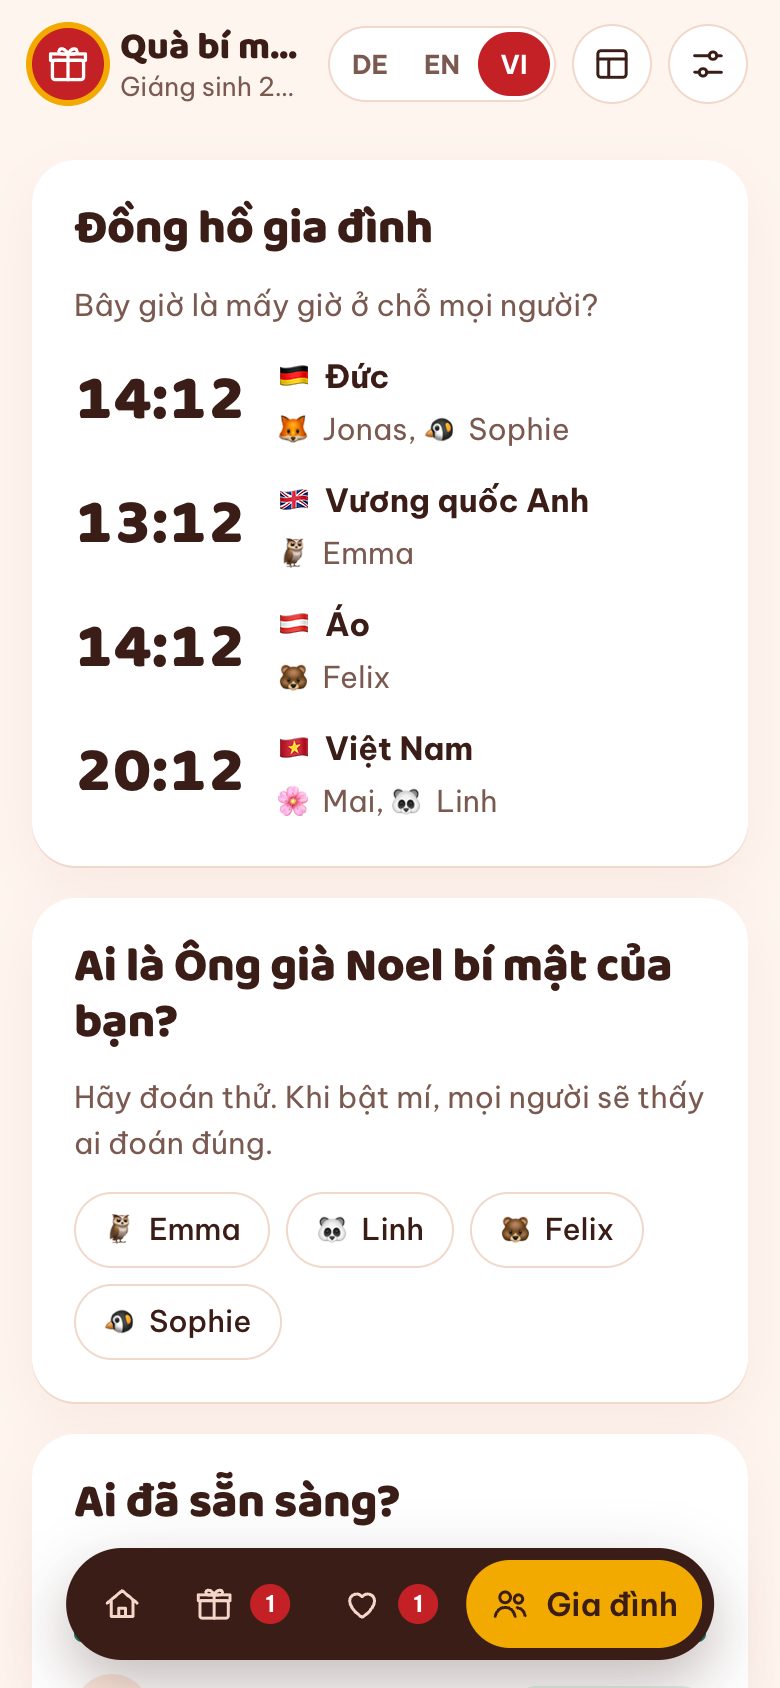 Quà bí m...
Giáng sinh 2...
DE EN VI
Đồng hồ gia đình
Bây giờ là mấy giờ ở chỗ mọi người?
14:12
Đức
Jonas, Sophie
13:12
Vương quốc Anh
Emma
14:12
Áo
Felix
20:12
Việt Nam
Mai, Linh
Ai là Ông già Noel bí mật của
bạn?
Hãy đoán thử. Khi bật mí, mọi người sẽ thấy
ai đoán đúng.
Emma Linh Felix
Sophie
Ai đã sẵn sàng?
1 1 Gia đình